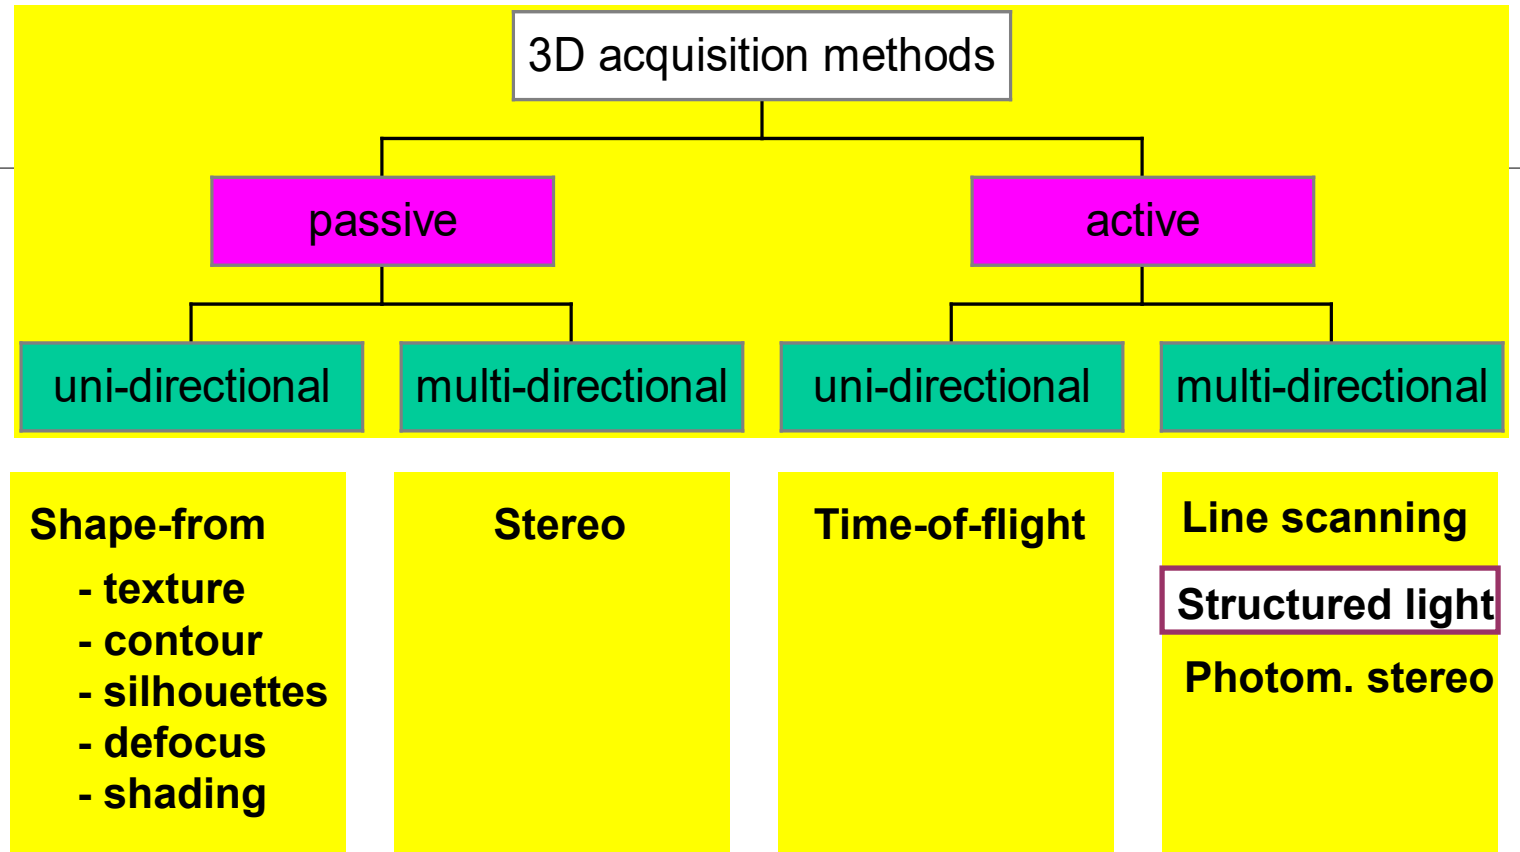 3D acquisition methods
passive
active
uni-directional
multi-directional
uni-directional
multi-directional
Shape-from
- texture
- contour
- silhouettes
- defocus
- shading
Stereo
Time-of-flight
Line scanning
Structured light
Photom. stereo